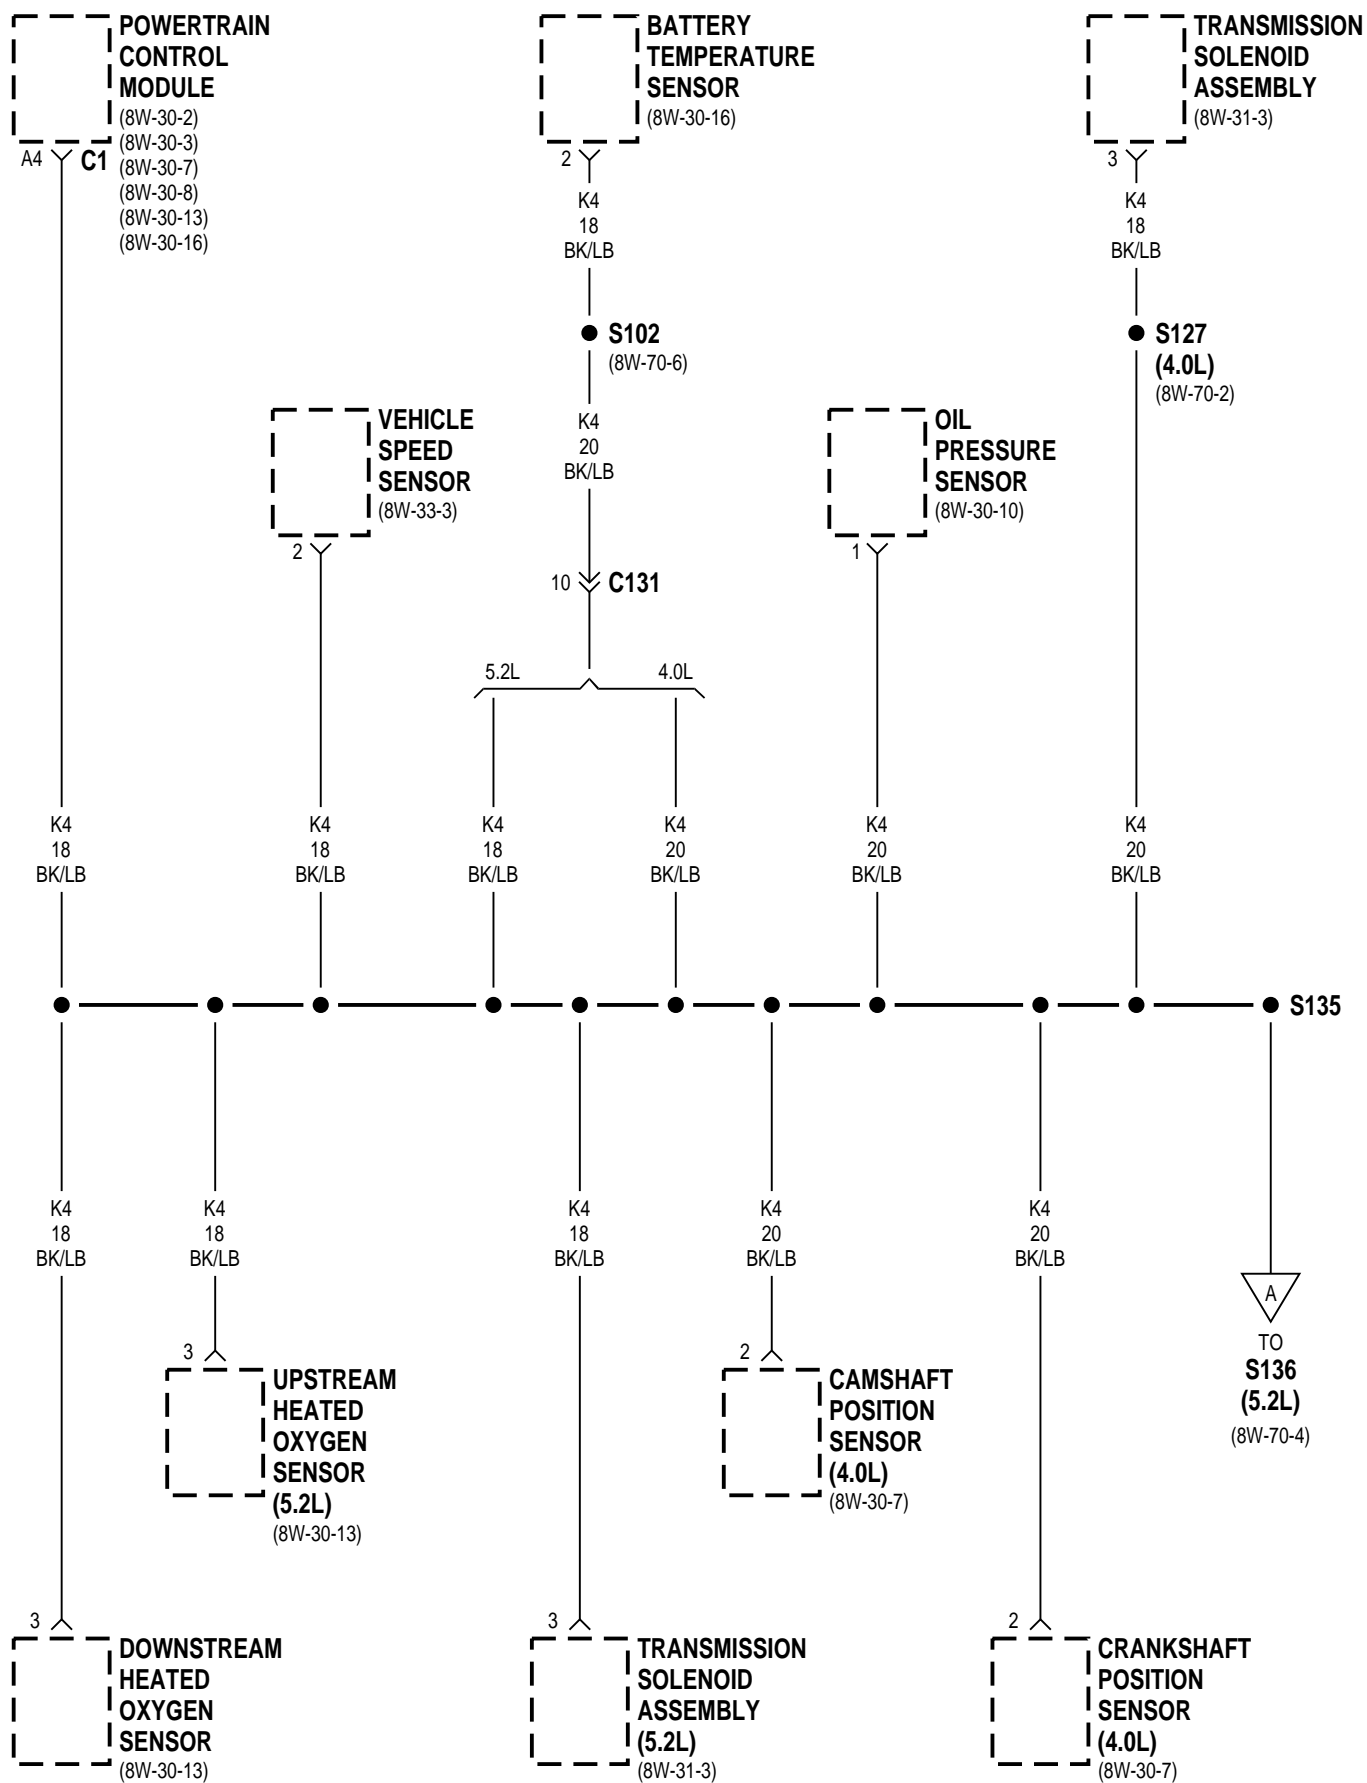 POWERTRAIN
CONTROL
MODULE
(8W-30-2)
(8W-30-3)
(8W-30-7)
(8W-30-8)
(8W-30-13)
(8W-30-16)
A4
C1
BATTERY
TEMPERATURE
SENSOR
(8W-30-16)
2
K4
18
BK/LB
S102
(8W-70-6)
K4
20
BK/LB
10
C131
5.2L
4.0L
TRANSMISSION
SOLENOID
ASSEMBLY
(8W-31-3)
3
K4
18
BK/LB
S127
(4.0L)
(8W-70-2)
VEHICLE
SPEED
SENSOR
(8W-33-3)
2
OIL
PRESSURE
SENSOR
(8W-30-10)
1
K4
18
BK/LB
K4
18
BK/LB
K4
18
BK/LB
K4
20
BK/LB
K4
20
BK/LB
K4
20
BK/LB
S135
K4
18
BK/LB
K4
18
BK/LB
K4
18
BK/LB
K4
20
BK/LB
K4
20
BK/LB
A
TO
S136
(5.2L)
(8W-70-4)
3
UPSTREAM
HEATED
OXYGEN
SENSOR
(5.2L)
(8W-30-13)
2
CAMSHAFT
POSITION
SENSOR
(4.0L)
(8W-30-7)
3
DOWNSTREAM
HEATED
OXYGEN
SENSOR
(8W-30-13)
3
TRANSMISSION
SOLENOID
ASSEMBLY
(5.2L)
(8W-31-3)
2
CRANKSHAFT
POSITION
SENSOR
(4.0L)
(8W-30-7)